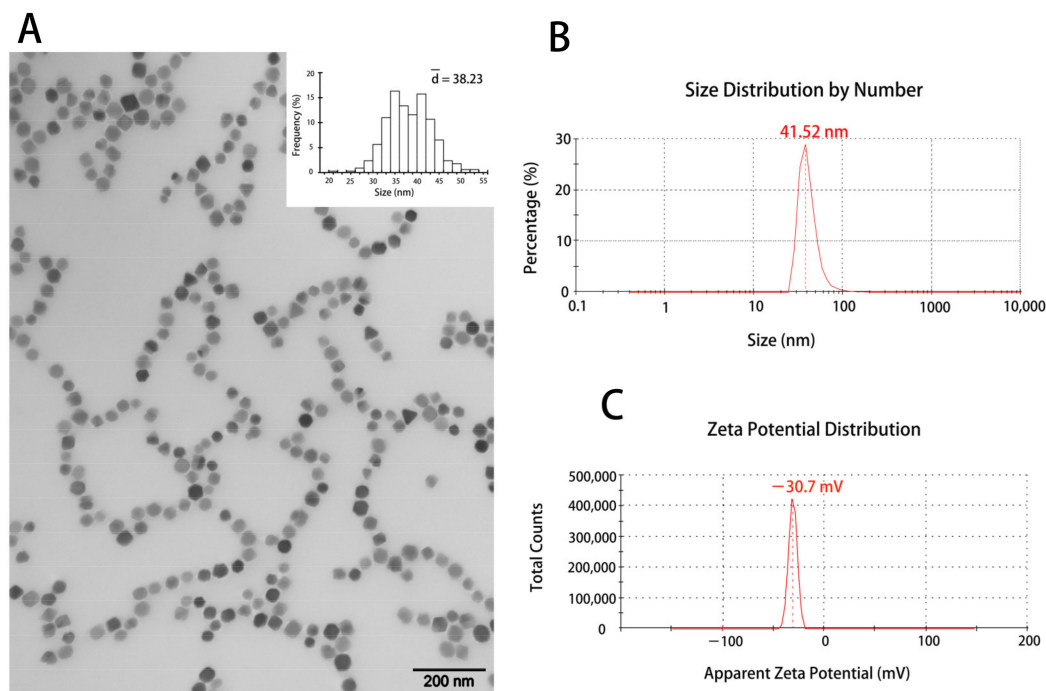 A
d̅ = 38.23
Frequency (%)
20
15
10
5
0
20 25 30 35 40 45 50 55
Size (nm)
200 nm
B
Size Distribution by Number
41.52 nm
Percentage (%)
30
20
10
0
0.1 1 10 100 1000 10,000
Size (nm)
C
Zeta Potential Distribution
−30.7 mV
Total Counts
500,000
400,000
300,000
200,000
100,000
0
−100 0 100 200
Apparent Zeta Potential (mV)